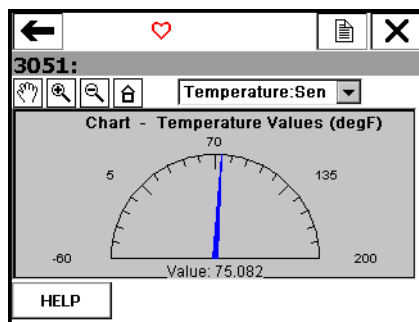 3051:
Temperature:Sen
Chart - Temperature Values (degF)
70
5 135
-60 200
Value: 75.082
HELP